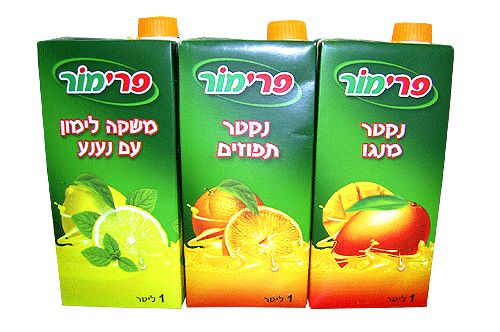 פרימור
משקה לימון
עם נענע
1 ליטר
פרימור
נקטר
תפוזים
1 ליטר
פרימור
נקטר
מנגו
1 ליטר